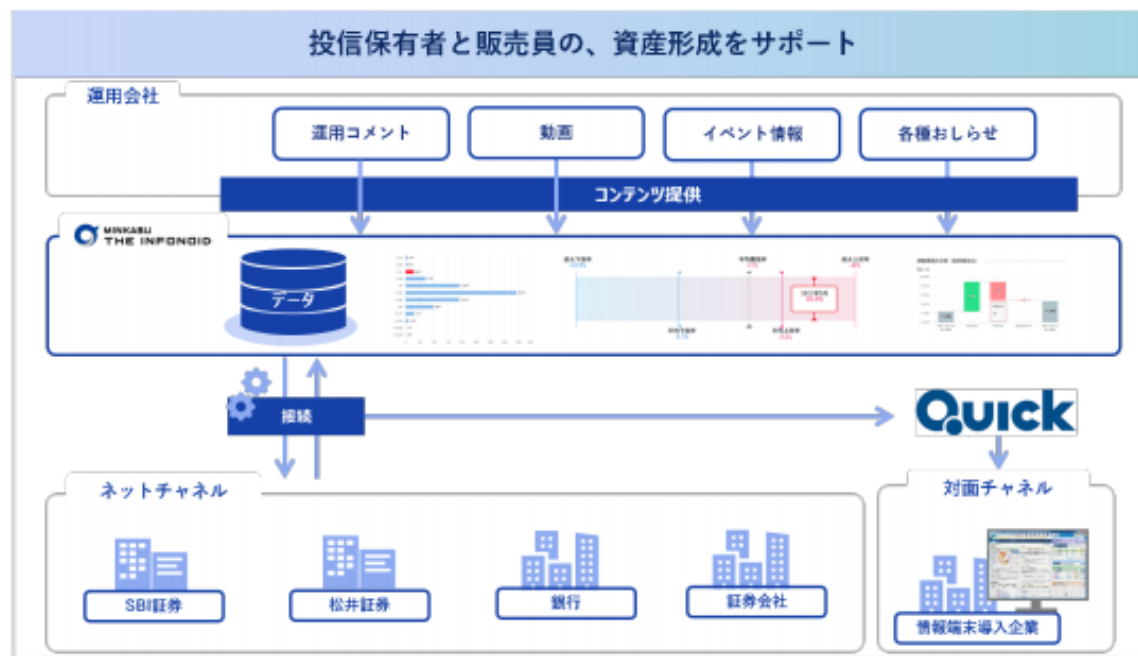 投信保有者と販売員の、資産形成をサポート
運用会社
運用コメント
動画
イベント情報
各種おしらせ
コンテンツ提供
MINKABU
THE INFONOID
データ
接続
QUICK
ネットチャネル
対面チャネル
SBI証券
松井証券
銀行
証券会社
情報端末導入企業